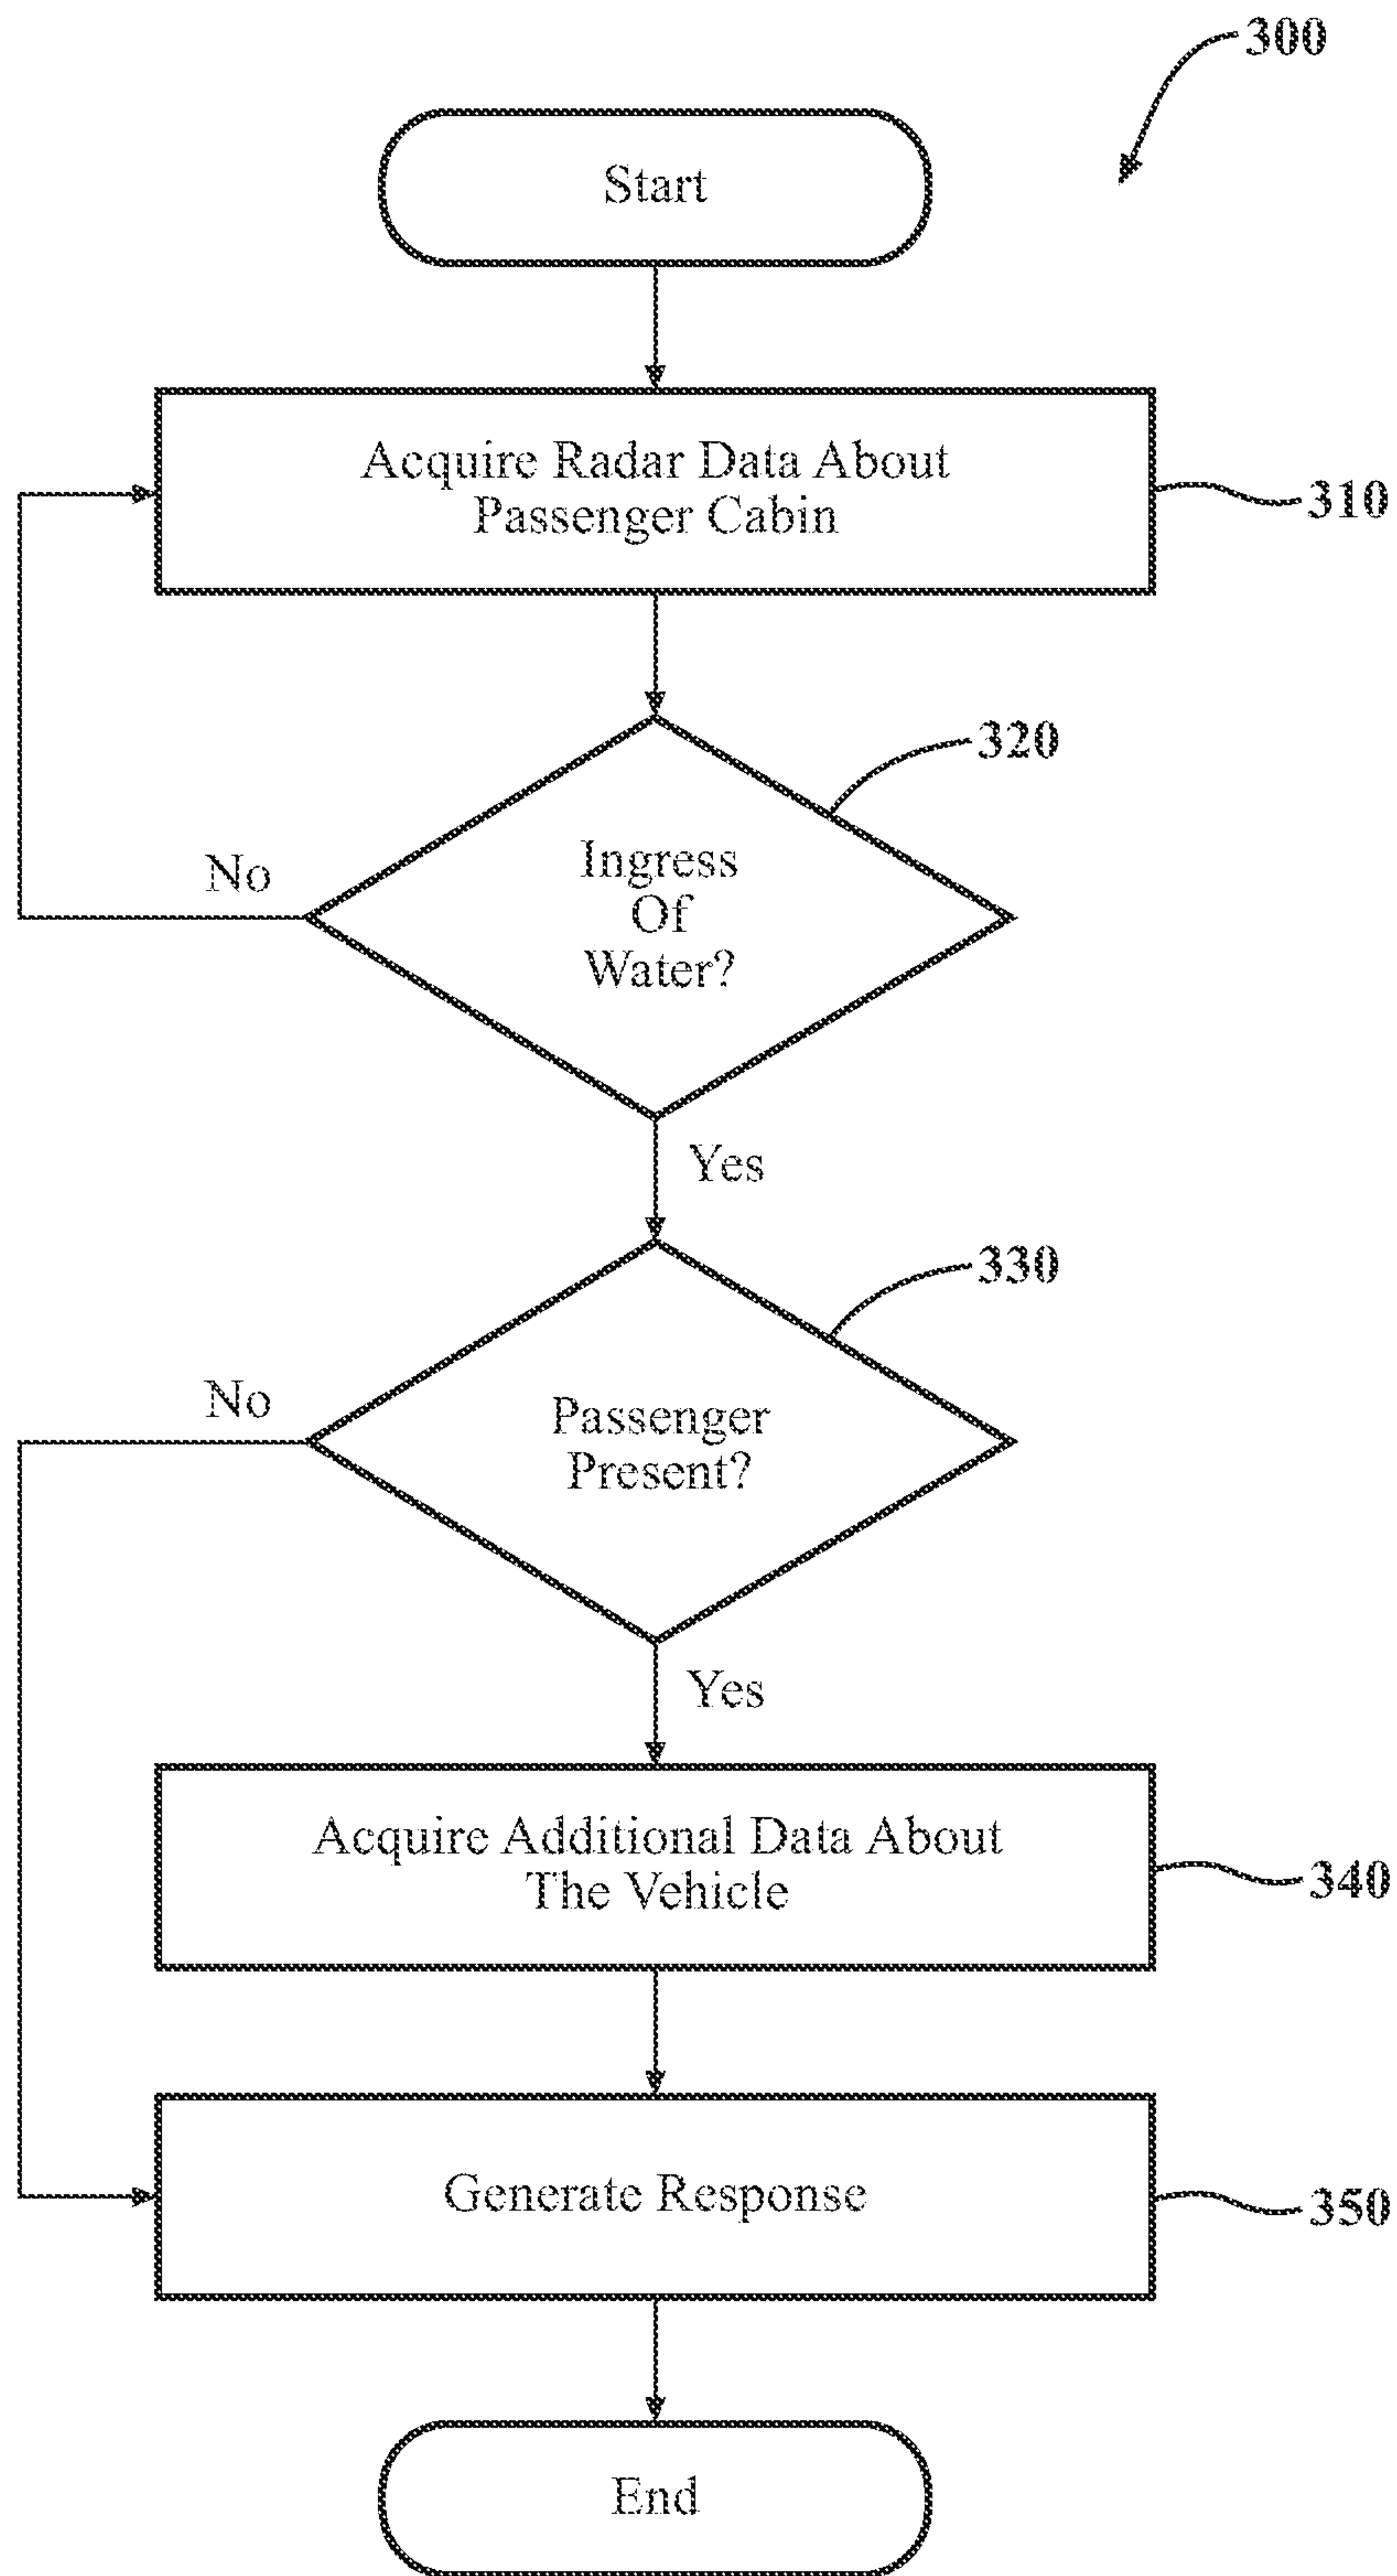 300
Start
Acquire Radar Data About
Passenger Cabin
310
320
Ingress
Of
Water?
No
Yes
330
No
Passenger
Present?
Yes
Acquire Additional Data About
The Vehicle
340
Generate Response
350
End